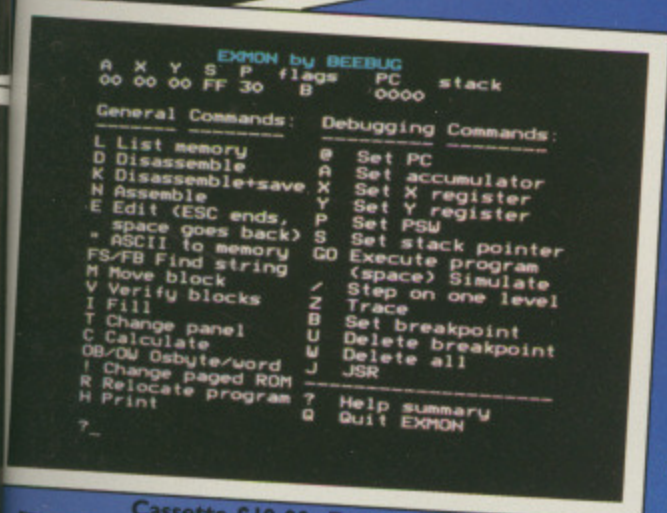 EXMON by BEEBUG
A X Y S P flags PC stack
00 00 00 FF 30 B 0000
General Commands:
L List memory
D Disassemble
K Disassemble+save
N Assemble
E Edit (ESC ends,
space goes back)
" ASCII to memory
FS/FB Find string
M Move block
V Verify blocks
I Fill
T Change panel
C Calculate
OB/OW Osbyte/word
! Change paged ROM
R Relocate program
H Print
Debugging Commands:
@ Set PC
A Set accumulator
X Set X register
Y Set Y register
P Set PSW
S Set stack pointer
GO Execute program
(space) Simulate
/ Step on one level
Z Trace
B Set breakpoint
U Delete breakpoint
W Delete all
J JSR
? Help summary
Q Quit EXMON
?_
Cassette